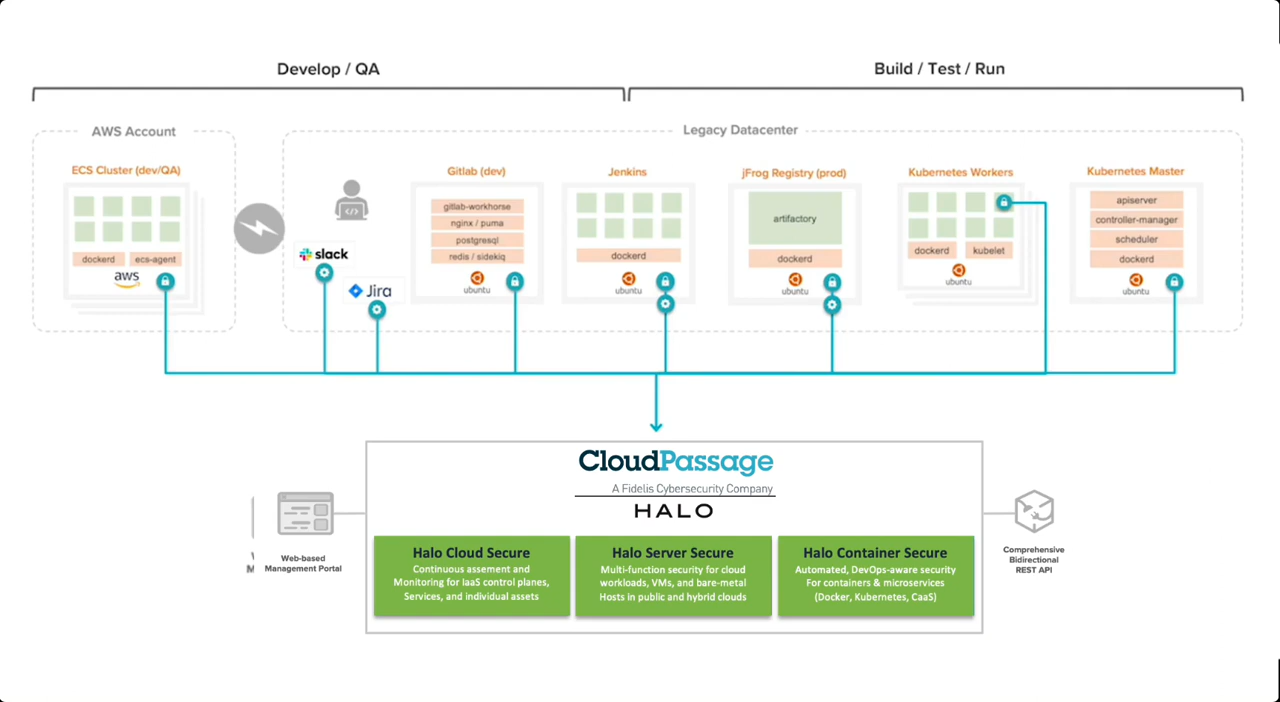 Develop / QA
Build / Test / Run
AWS Account
Legacy Datacenter
ECS Cluster (dev/QA)
dockerd
ecs-agent
aws
slack
Jira
Gitlab (dev)
gitlab-workhorse
nginx / puma
postgresql
redis / sidekiq
ubuntu
Jenkins
dockerd
ubuntu
jFrog Registry (prod)
artifactory
dockerd
ubuntu
Kubernetes Workers
dockerd
kubelet
ubuntu
Kubernetes Master
apiserver
controller-manager
scheduler
dockerd
ubuntu
CloudPassage
A Fidelis Cybersecurity Company
HALO
Web-based
Management Portal
Halo Cloud Secure
Continuous assement and
Monitoring for IaaS control planes,
Services, and individual assets
Halo Server Secure
Multi-function security for cloud
workloads, VMs, and bare-metal
Hosts in public and hybrid clouds
Halo Container Secure
Automated, DevOps-aware security
For containers & microservices
(Docker, Kubernetes, CaaS)
Comprehensive
Bidirectional
REST API